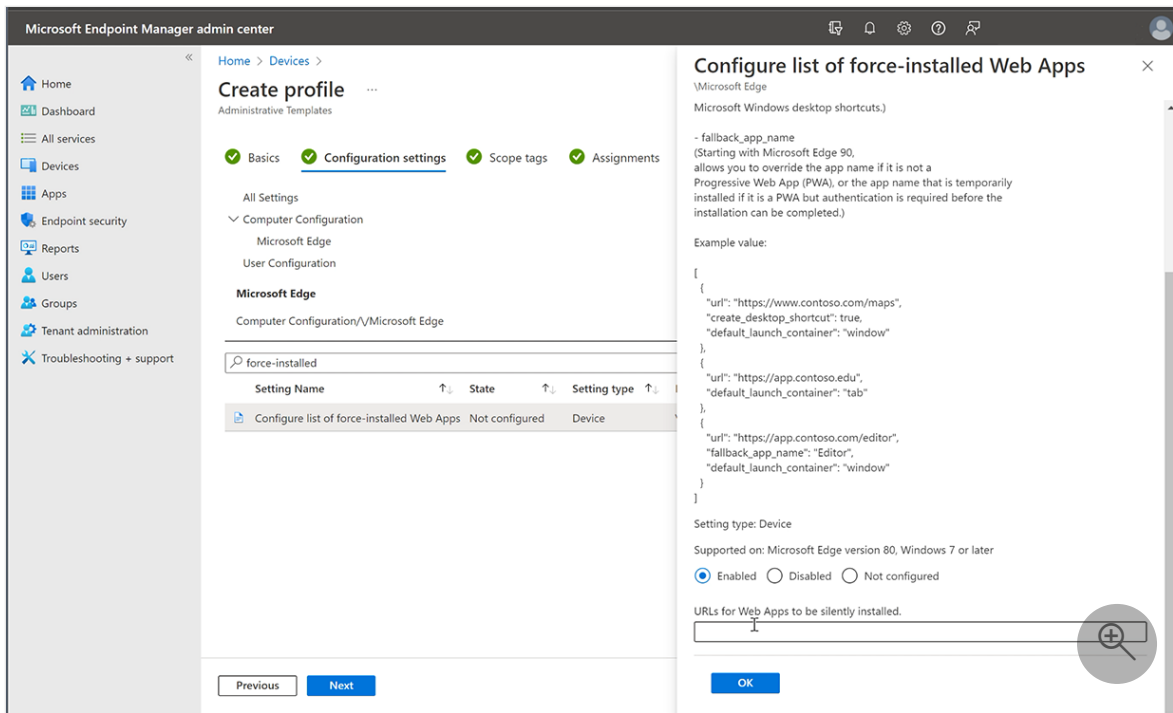 Microsoft Endpoint Manager admin center
«
Home
Dashboard
All services
Devices
Apps
Endpoint security
Reports
Users
Groups
Tenant administration
Troubleshooting + support
Home > Devices >
Create profile ...
Administrative Templates
Basics Configuration settings Scope tags Assignments
All Settings
Computer Configuration
Microsoft Edge
User Configuration
Microsoft Edge
Computer Configuration/\/Microsoft Edge
force-installed
Setting Name ↑↓ State ↑↓ Setting type ↑↓
Configure list of force-installed Web Apps Not configured Device
Previous Next
Configure list of force-installed Web Apps
\Microsoft Edge
Microsoft Windows desktop shortcuts.)
- fallback_app_name
(Starting with Microsoft Edge 90,
allows you to override the app name if it is not a
Progressive Web App (PWA), or the app name that is temporarily
installed if it is a PWA but authentication is required before the
installation can be completed.)
Example value:
[
{
"url": "https://www.contoso.com/maps",
"create_desktop_shortcut": true,
"default_launch_container": "window"
},
{
"url": "https://app.contoso.edu",
"default_launch_container": "tab"
},
{
"url": "https://app.contoso.com/editor",
"fallback_app_name": "Editor",
"default_launch_container": "window"
}
]
Setting type: Device
Supported on: Microsoft Edge version 80, Windows 7 or later
Enabled Disabled Not configured
URLs for Web Apps to be silently installed.
OK